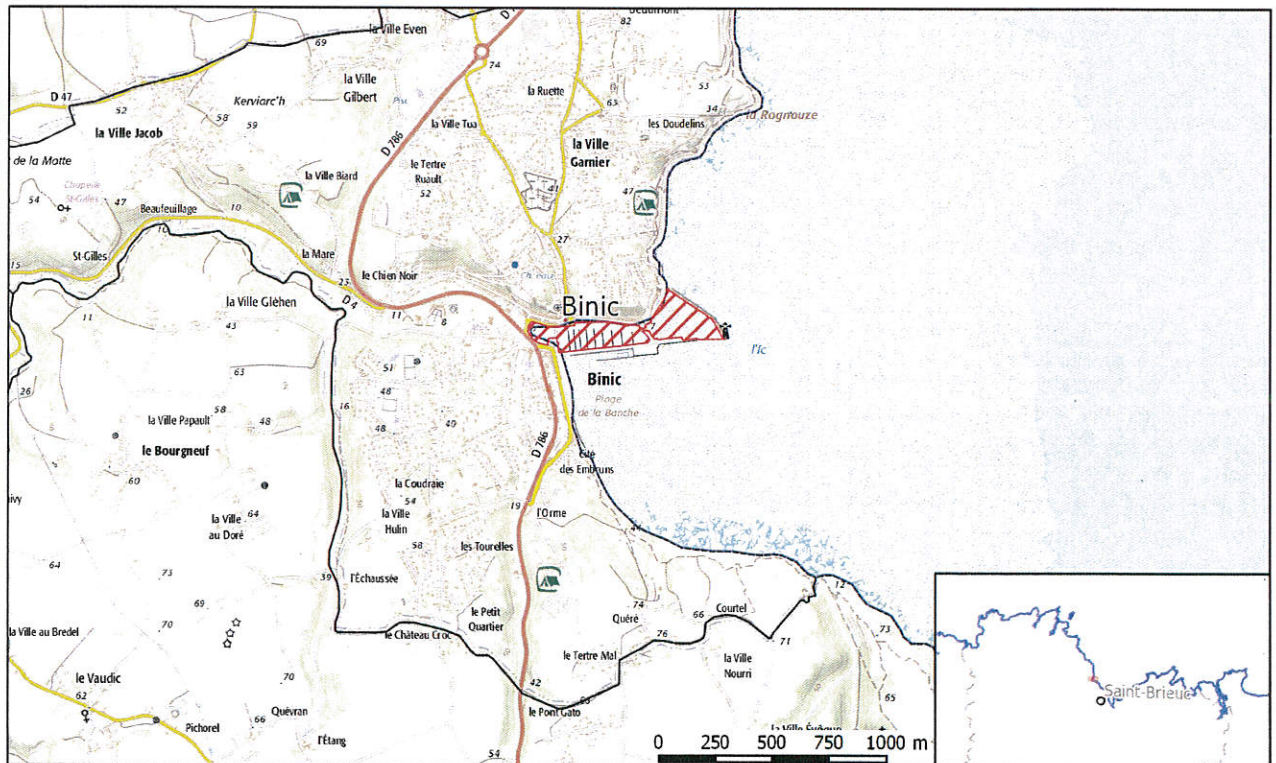 la Ville Even
82
69
74
la Ville
Gilbert
D 47
52
Kerviarc'h
58
59
la Ruette
63
53
34
la Rognouze
la Ville Jacob
D 786
la Ville Tua
les Doudelins
la Ville
Garnier
de la Matte
le Tertre
Ruault
52
la Ville Biard
Chapelle
St-Gilles
54
47
41
47
Beaufeuillage
10
10
27
St-Gilles
la Mare
15
le Chien Noir
23
D 4
la Ville Gléhen
11
11
8
Binic
7
43
l'Ic
51
Binic
Plage
de la Banche
63
48
26
16
la Ville Papault
58
48
48
49
le Bourgneuf
D 786
Cité
des Embruns
60
la Coudraie
54
19
la Ville
Hulin
l'Orme
la Ville
au Doré
64
44
58
les Tourelles
64
73
39
l'Échaussée
12
69
74
le Petit
Quartier
Courtel
66
Quéré
la Ville au Bredel
70
le Château Croc
76
71
73
le Tertre Mal
la Ville
Nourri
le Vaudic
62
70
42
63
65
Saint-Brieuc
le Pont Gato
Quévran
66
Pichorel
l'Étang
54
0 250 500 750 1000 m